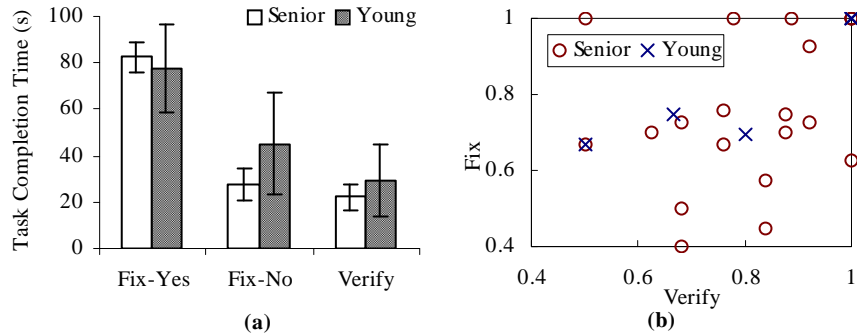 Task Completion Time (s)
100
80
60
40
20
0
Senior Young
Fix-Yes Fix-No Verify
(a)
Fix
1
0.8
0.6
0.4
Senior Young
0.4 0.6 0.8 1
Verify
(b)